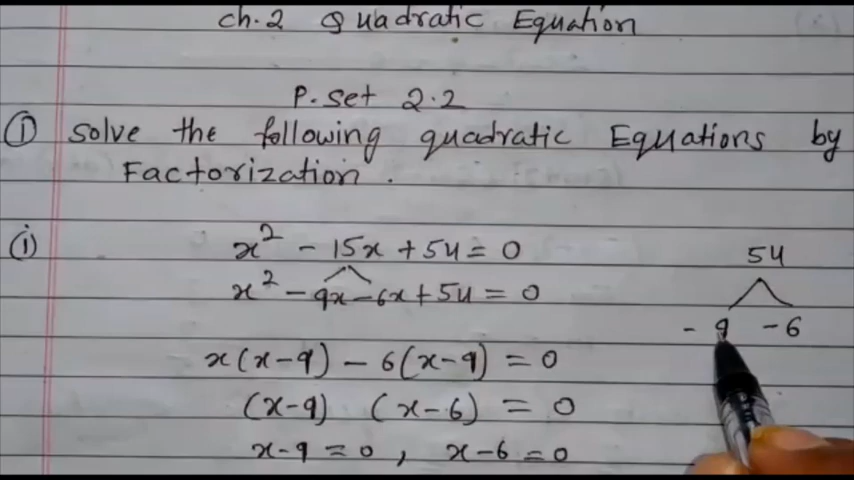 ch.2 Quadratic Equation
P. set 2.2
① Solve the following quadratic Equations by
Factorization.
(i) x² - 15x + 54 = 0
54
x² - 9x - 6x + 54 = 0
- 9 - 6
x(x-9) - 6(x-9) = 0
(x-9) (x-6) = 0
x-9 = 0, x-6 = 0